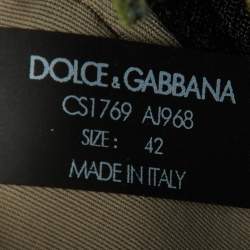 DOLCE & GABBANA
CS1769 AJ968
SIZE: 42
MADE IN ITALY